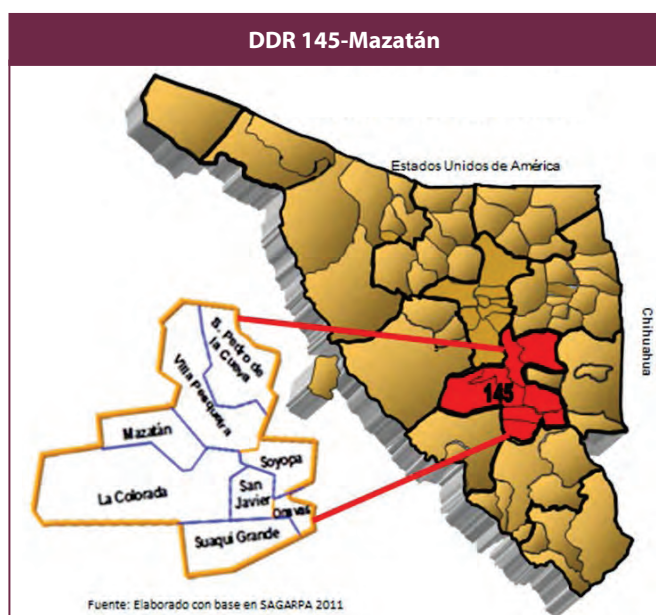 DDR 145-Mazatán
Estados Unidos de América
Chihuahua
S. Pedro de
la Cueva
Villa Pesqueira
Mazatán
Soyopa
La Colorada
San
Javier
Onavas
Suaqui Grande
145
Fuente: Elaborado con base en SAGARPA 2011